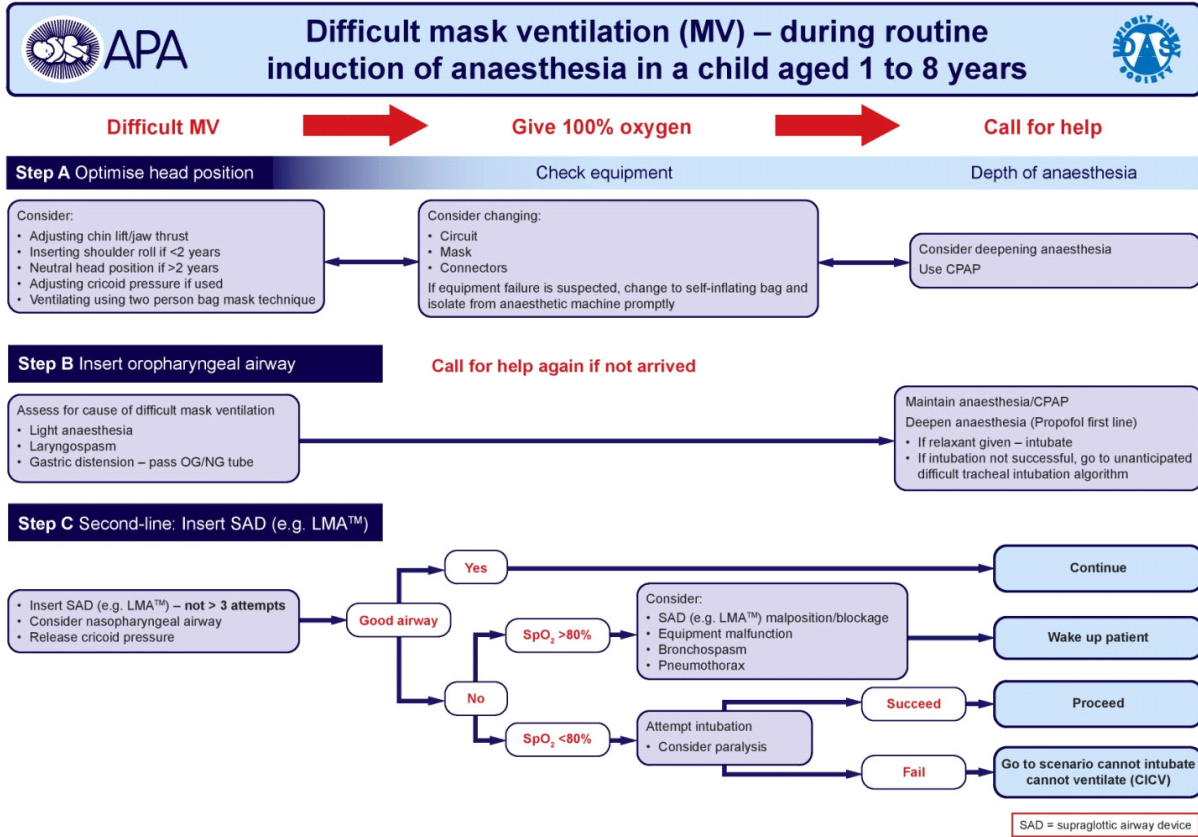 APA
Difficult mask ventilation (MV) – during routine
induction of anaesthesia in a child aged 1 to 8 years
DIFFICULT AIRWAY
DAS
SOCIETY
Difficult MV
Give 100% oxygen
Call for help
Step A Optimise head position
Check equipment
Depth of anaesthesia
Consider:
• Adjusting chin lift/jaw thrust
• Inserting shoulder roll if <2 years
• Neutral head position if >2 years
• Adjusting cricoid pressure if used
• Ventilating using two person bag mask technique
Consider changing:
• Circuit
• Mask
• Connectors
If equipment failure is suspected, change to self-inflating bag and
isolate from anaesthetic machine promptly
Consider deepening anaesthesia
Use CPAP
Step B Insert oropharyngeal airway
Call for help again if not arrived
Assess for cause of difficult mask ventilation
• Light anaesthesia
• Laryngospasm
• Gastric distension – pass OG/NG tube
Maintain anaesthesia/CPAP
Deepen anaesthesia (Propofol first line)
• If relaxant given – intubate
• If intubation not successful, go to unanticipated
difficult tracheal intubation algorithm
Step C Second-line: Insert SAD (e.g. LMA™)
• Insert SAD (e.g. LMA™) – not > 3 attempts
• Consider nasopharyngeal airway
• Release cricoid pressure
Good airway
Yes
Continue
No
SpO₂ >80%
Consider:
• SAD (e.g. LMA™) malposition/blockage
• Equipment malfunction
• Bronchospasm
• Pneumothorax
Wake up patient
SpO₂ <80%
Attempt intubation
• Consider paralysis
Succeed
Proceed
Fail
Go to scenario cannot intubate
cannot ventilate (CICV)
SAD = supraglottic airway device